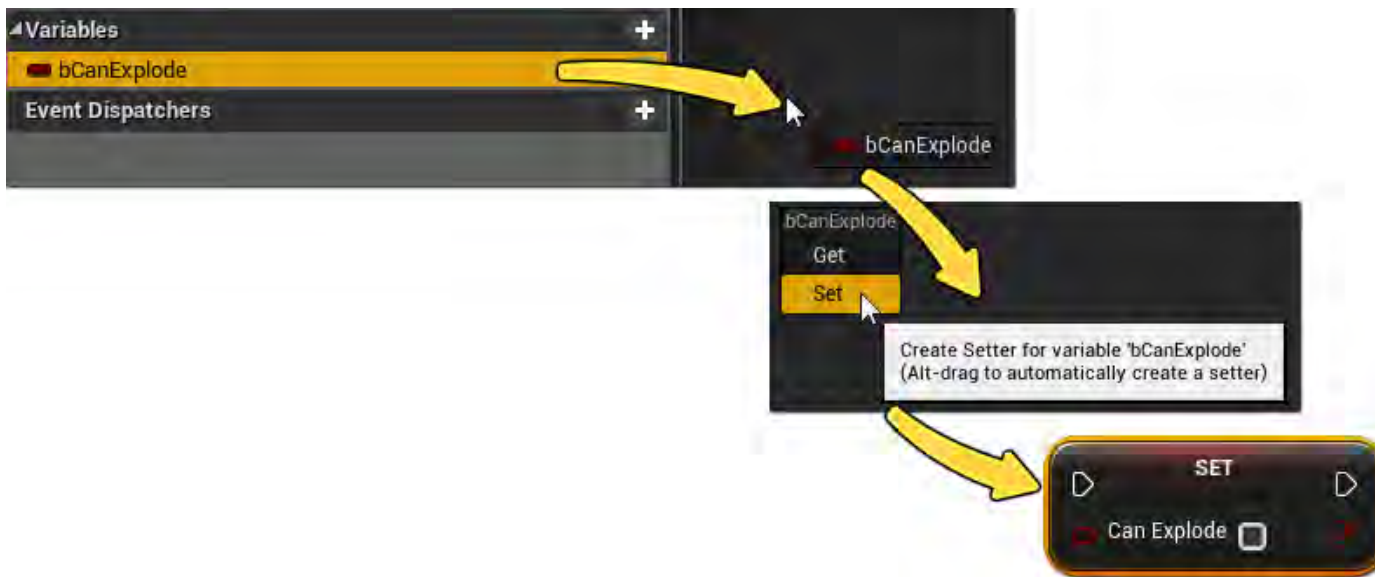 Variables +
bCanExplode
Event Dispatchers +
bCanExplode
bCanExplode
Get
Set
Create Setter for variable 'bCanExplode'
(Alt-drag to automatically create a setter)
SET
Can Explode